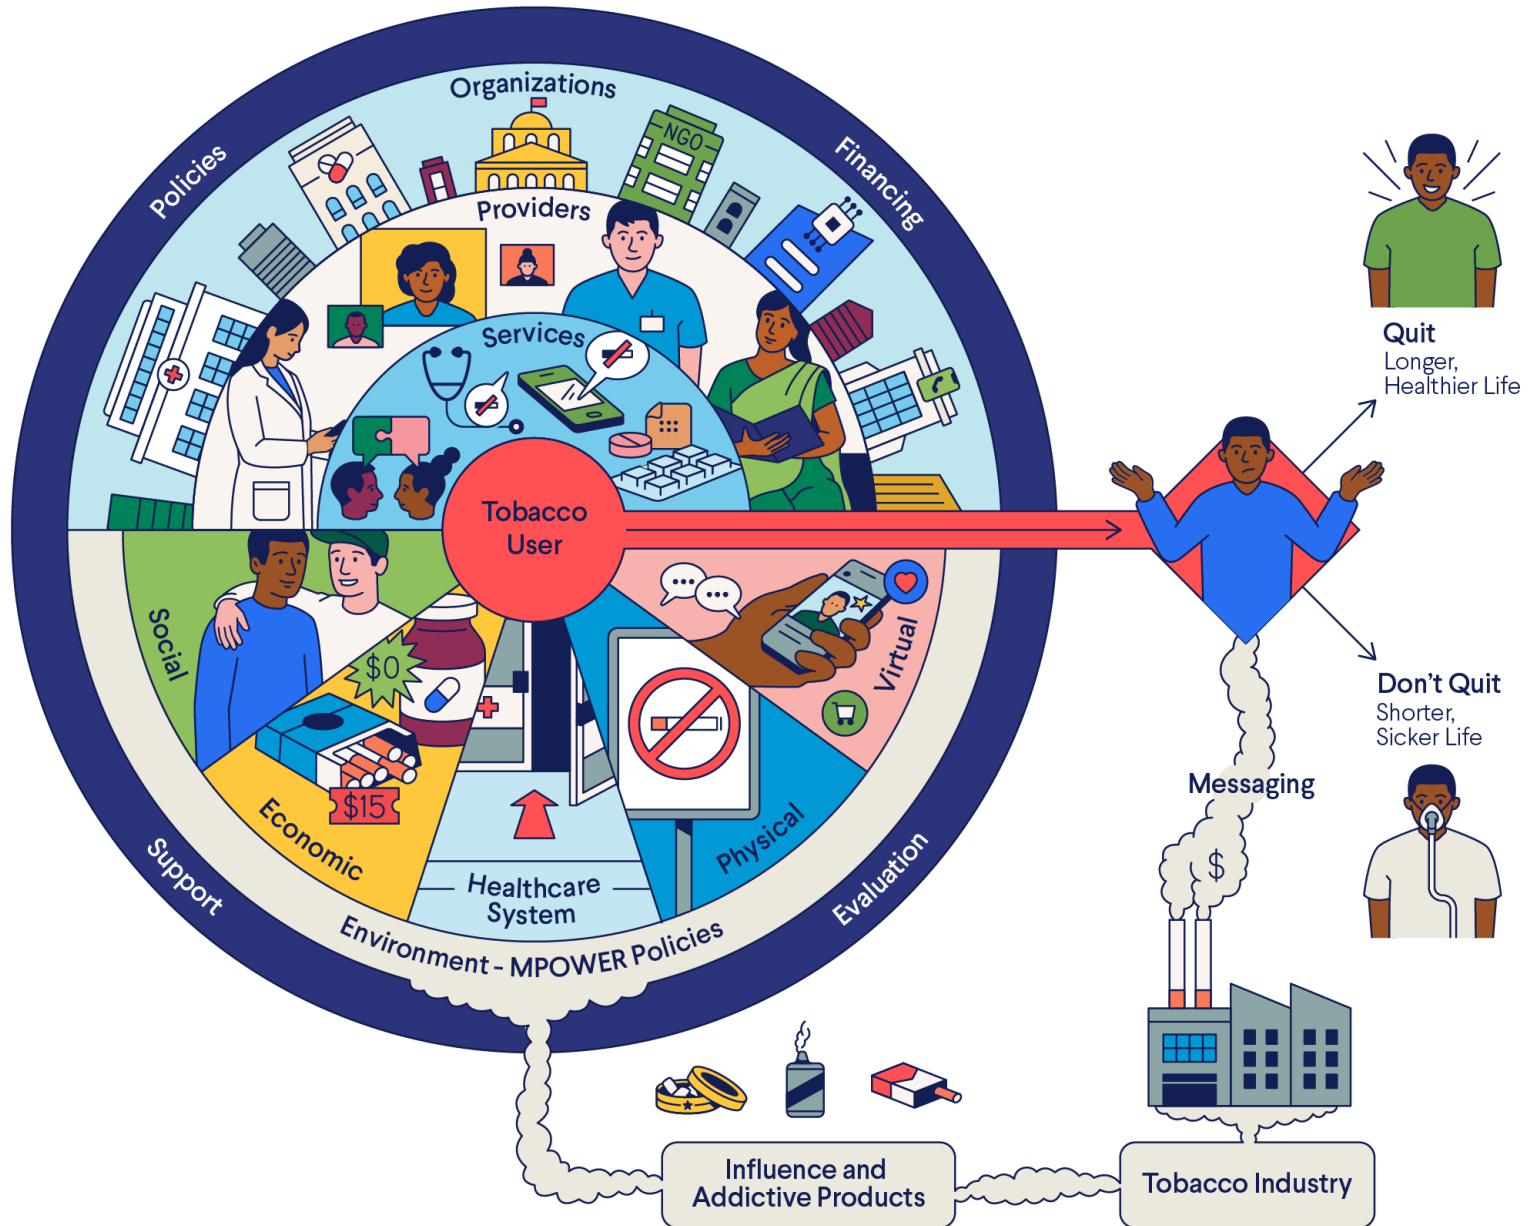 Organizations
Policies
Financing
NGO
Providers
Services
Tobacco
User
Quit
Longer,
Healthier Life
Don't Quit
Shorter,
Sicker Life
Social
$0
$15
Economic
Healthcare
System
Physical
Virtual
Support
Evaluation
Environment - MPOWER Policies
Messaging
$
Influence and
Addictive Products
Tobacco Industry